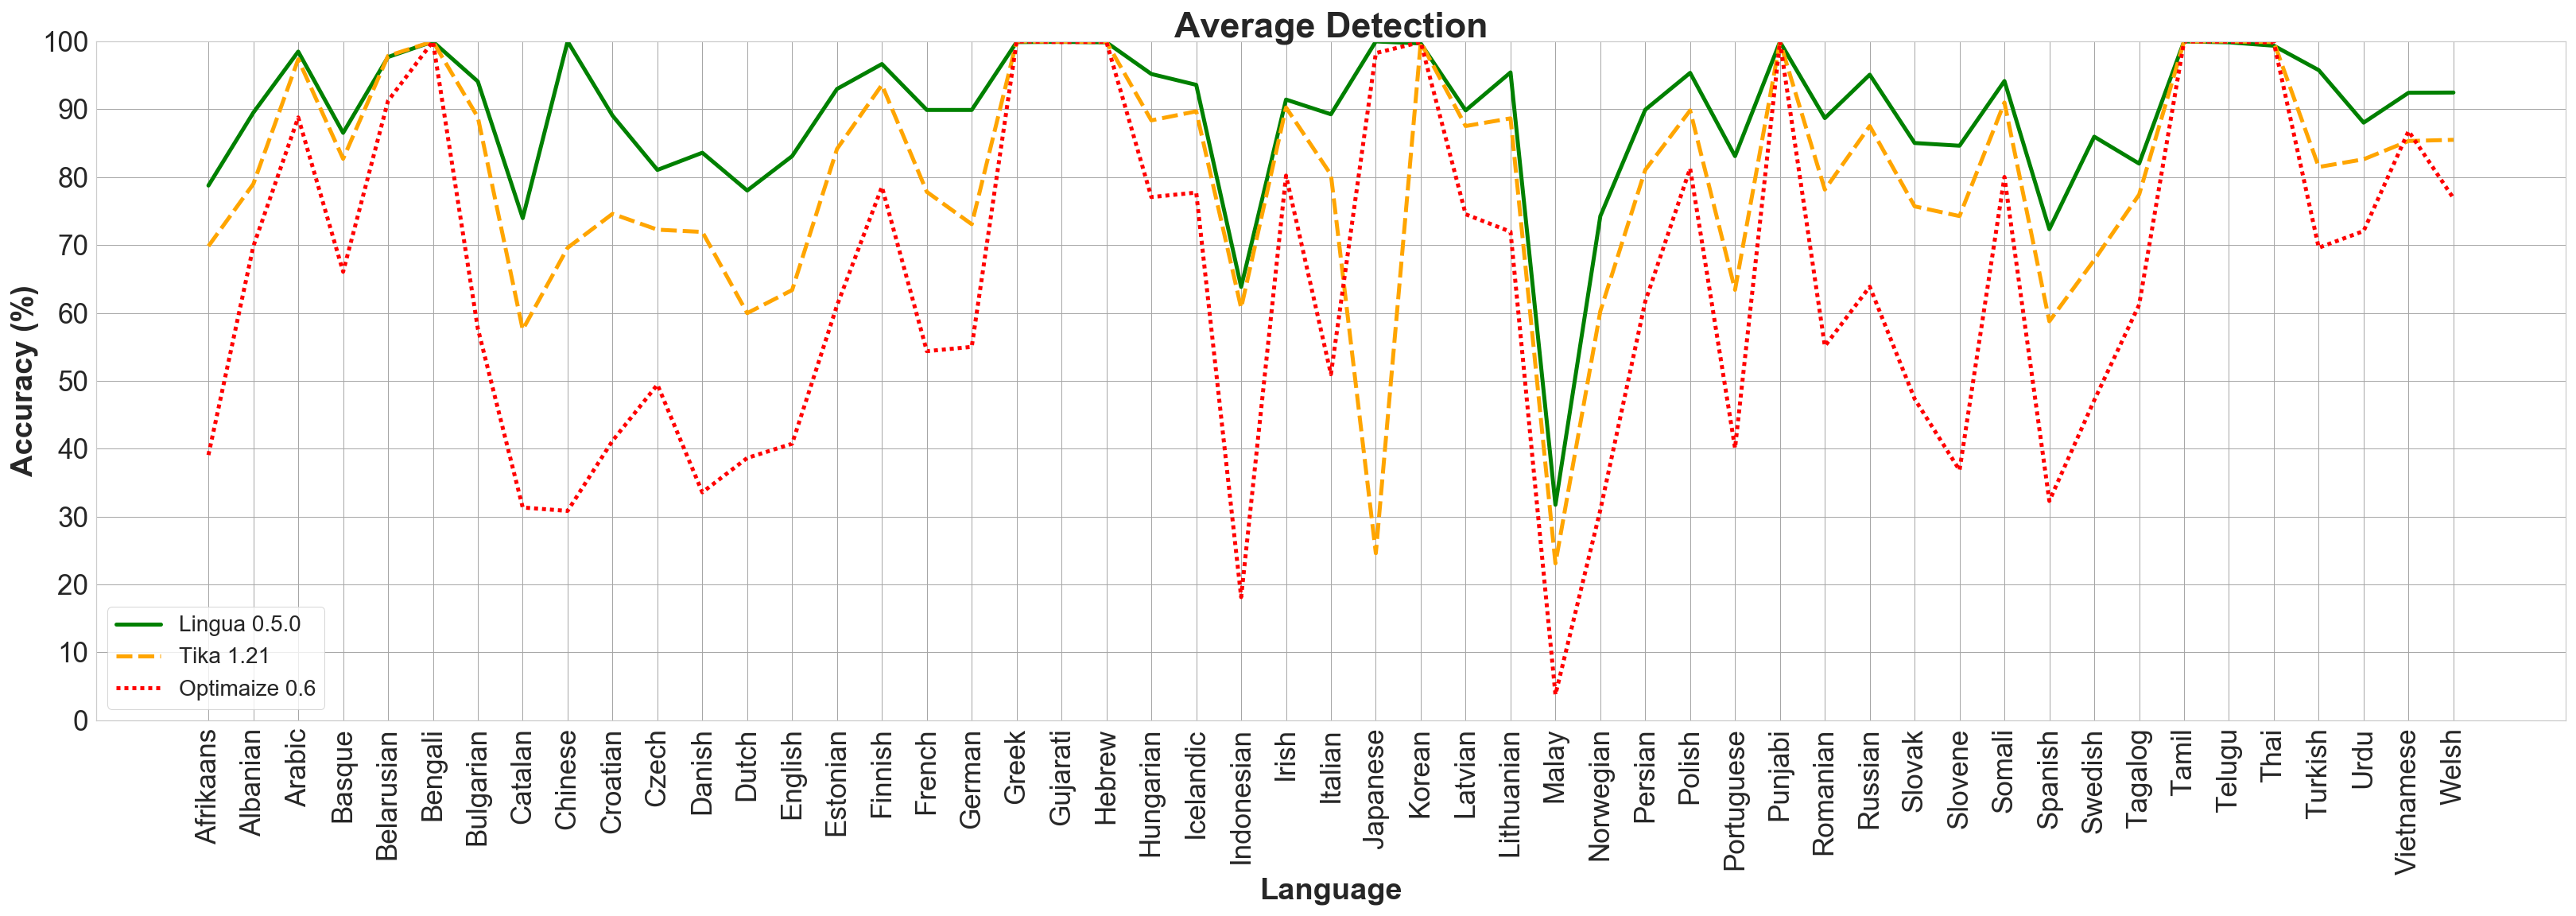 Average Detection
Accuracy (%)
100
90
80
70
60
50
40
30
20
10
0
Lingua 0.5.0
Tika 1.21
Optimaize 0.6
Afrikaans
Albanian
Arabic
Basque
Belarusian
Bengali
Bulgarian
Catalan
Chinese
Croatian
Czech
Danish
Dutch
English
Estonian
Finnish
French
German
Greek
Gujarati
Hebrew
Hungarian
Icelandic
Indonesian
Irish
Italian
Japanese
Korean
Latvian
Lithuanian
Malay
Norwegian
Persian
Polish
Portuguese
Punjabi
Romanian
Russian
Slovak
Slovene
Somali
Spanish
Swedish
Tagalog
Tamil
Telugu
Thai
Turkish
Urdu
Vietnamese
Welsh
Language